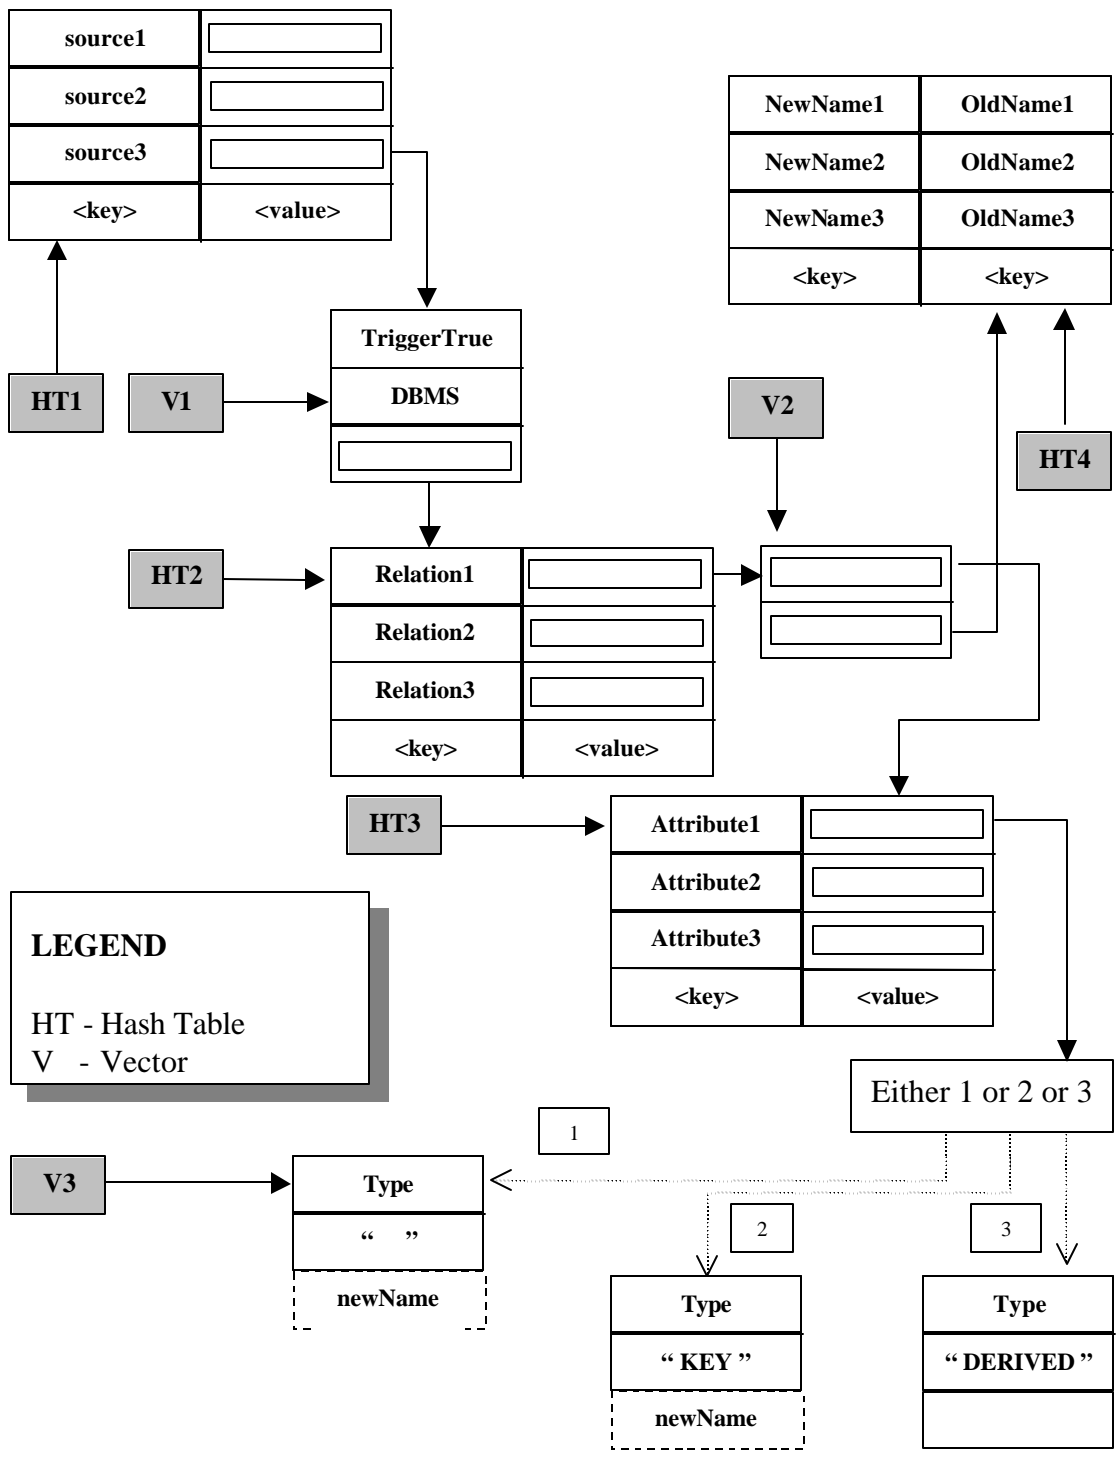 source1
source2
source3
<key> <value>
NewName1 OldName1
NewName2 OldName2
NewName3 OldName3
<key> <key>
HT1
V1
TriggerTrue
DBMS
V2
HT4
HT2
Relation1
Relation2
Relation3
<key> <value>
HT3
Attribute1
Attribute2
Attribute3
<key> <value>
LEGEND
HT - Hash Table
V - Vector
Either 1 or 2 or 3
1
V3
Type
“ ”
newName
2
3
Type
“ KEY ”
newName
Type
“ DERIVED ”